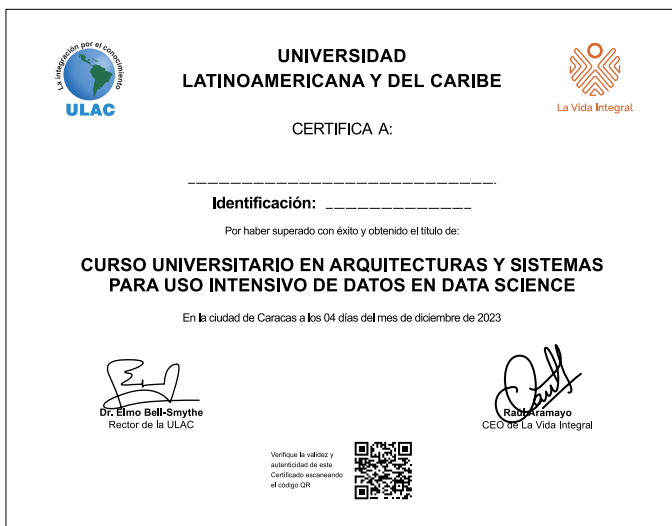 La integración por el conocimiento
ULAC
UNIVERSIDAD
LATINOAMERICANA Y DEL CARIBE
La Vida Integral
CERTIFICA A:
Identificación:
Por haber superado con éxito y obtenido el título de:
CURSO UNIVERSITARIO EN ARQUITECTURAS Y SISTEMAS
PARA USO INTENSIVO DE DATOS EN DATA SCIENCE
En la ciudad de Caracas a los 04 días del mes de diciembre de 2023
Dr. Elmo Bell-Smythe
Rector de la ULAC
Raúl Aramayo
CEO de La Vida Integral
Verifique la validez y
autenticidad de este
Certificado escaneando
el código QR